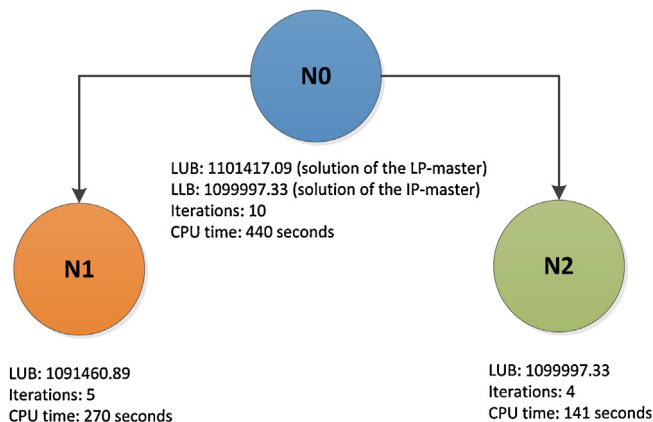 N0
LUB: 1101417.09 (solution of the LP-master)
LLB: 1099997.33 (solution of the IP-master)
Iterations: 10
CPU time: 440 seconds
N1
LUB: 1091460.89
Iterations: 5
CPU time: 270 seconds
N2
LUB: 1099997.33
Iterations: 4
CPU time: 141 seconds